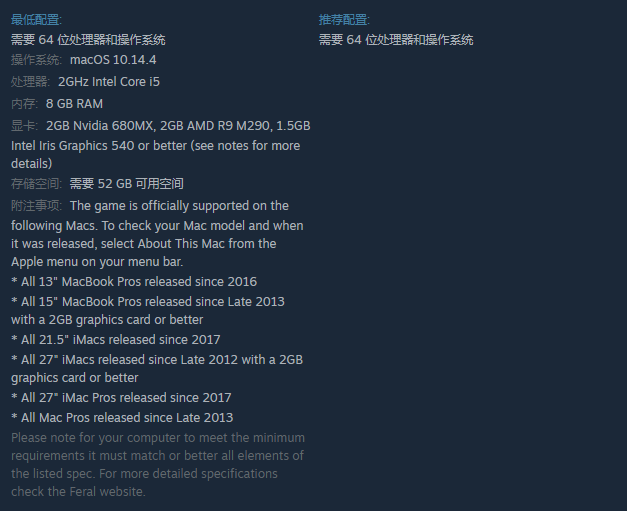 最低配置:
需要 64 位处理器和操作系统
操作系统: macOS 10.14.4
处理器: 2GHz Intel Core i5
内存: 8 GB RAM
显卡: 2GB Nvidia 680MX, 2GB AMD R9 M290, 1.5GB
Intel Iris Graphics 540 or better (see notes for more
details)
存储空间: 需要 52 GB 可用空间
附注事项: The game is officially supported on the
following Macs. To check your Mac model and when
it was released, select About This Mac from the
Apple menu on your menu bar.
* All 13" MacBook Pros released since 2016
* All 15" MacBook Pros released since Late 2013
with a 2GB graphics card or better
* All 21.5" iMacs released since 2017
* All 27" iMacs released since Late 2012 with a 2GB
graphics card or better
* All 27" iMac Pros released since 2017
* All Mac Pros released since Late 2013
Please note for your computer to meet the minimum
requirements it must match or better all elements of
the listed spec. For more detailed specifications
check the Feral website.
推荐配置:
需要 64 位处理器和操作系统